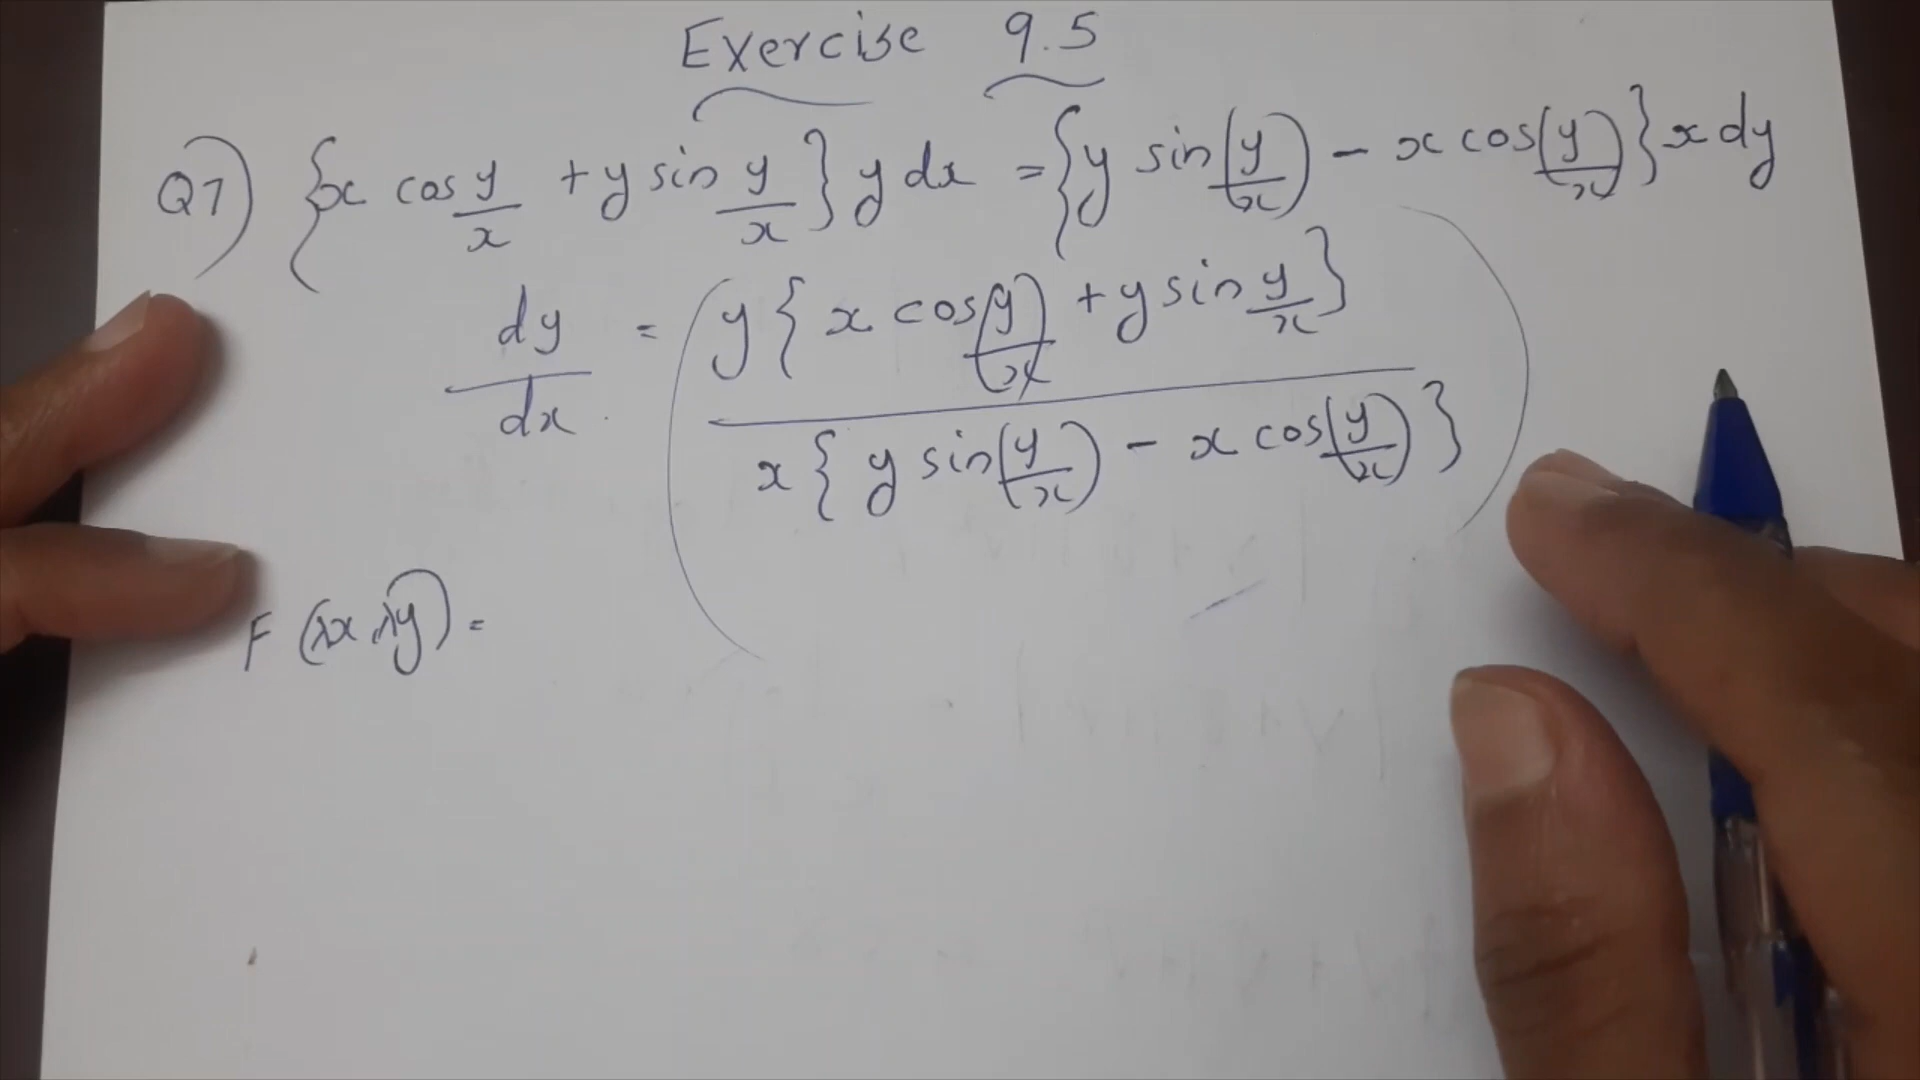 Exercise 9.5
Q7) {x cos y/x + y sin y/x} y dx = {y sin(y/x) - x cos(y/x)} x dy
dy/dx = (y{x cos(y/x) + y sin y/x} / x{y sin(y/x) - x cos(y/x)})
F(λx, λy) =